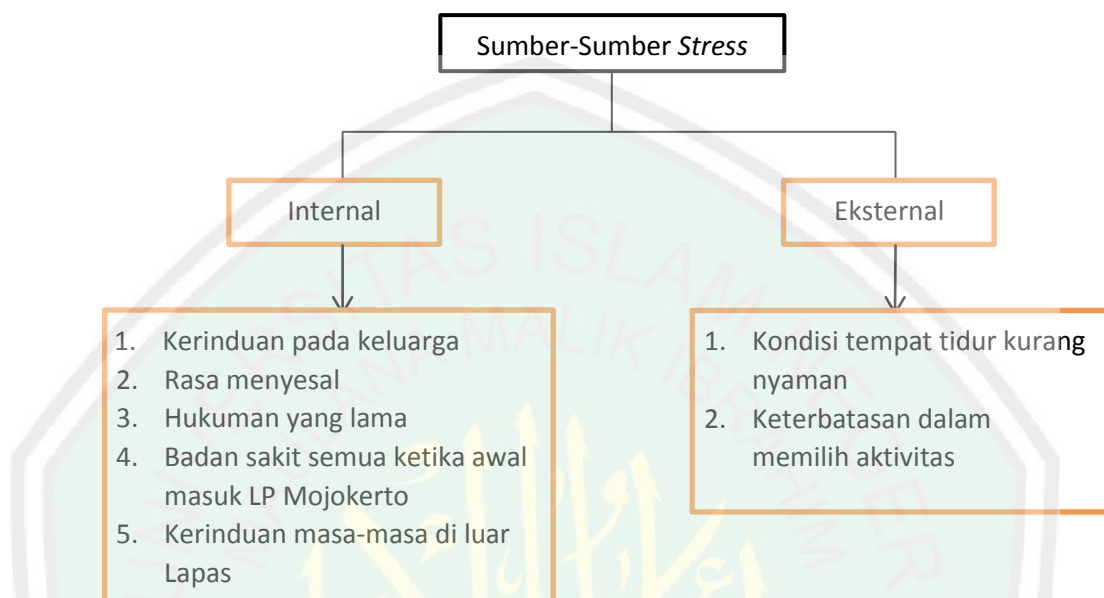 Sumber-Sumber Stress
Internal
Eksternal
1. Kerinduan pada keluarga
2. Rasa menyesal
3. Hukuman yang lama
4. Badan sakit semua ketika awal
masuk LP Mojokerto
5. Kerinduan masa-masa di luar
Lapas
1. Kondisi tempat tidur kurang
nyaman
2. Keterbatasan dalam
memilih aktivitas